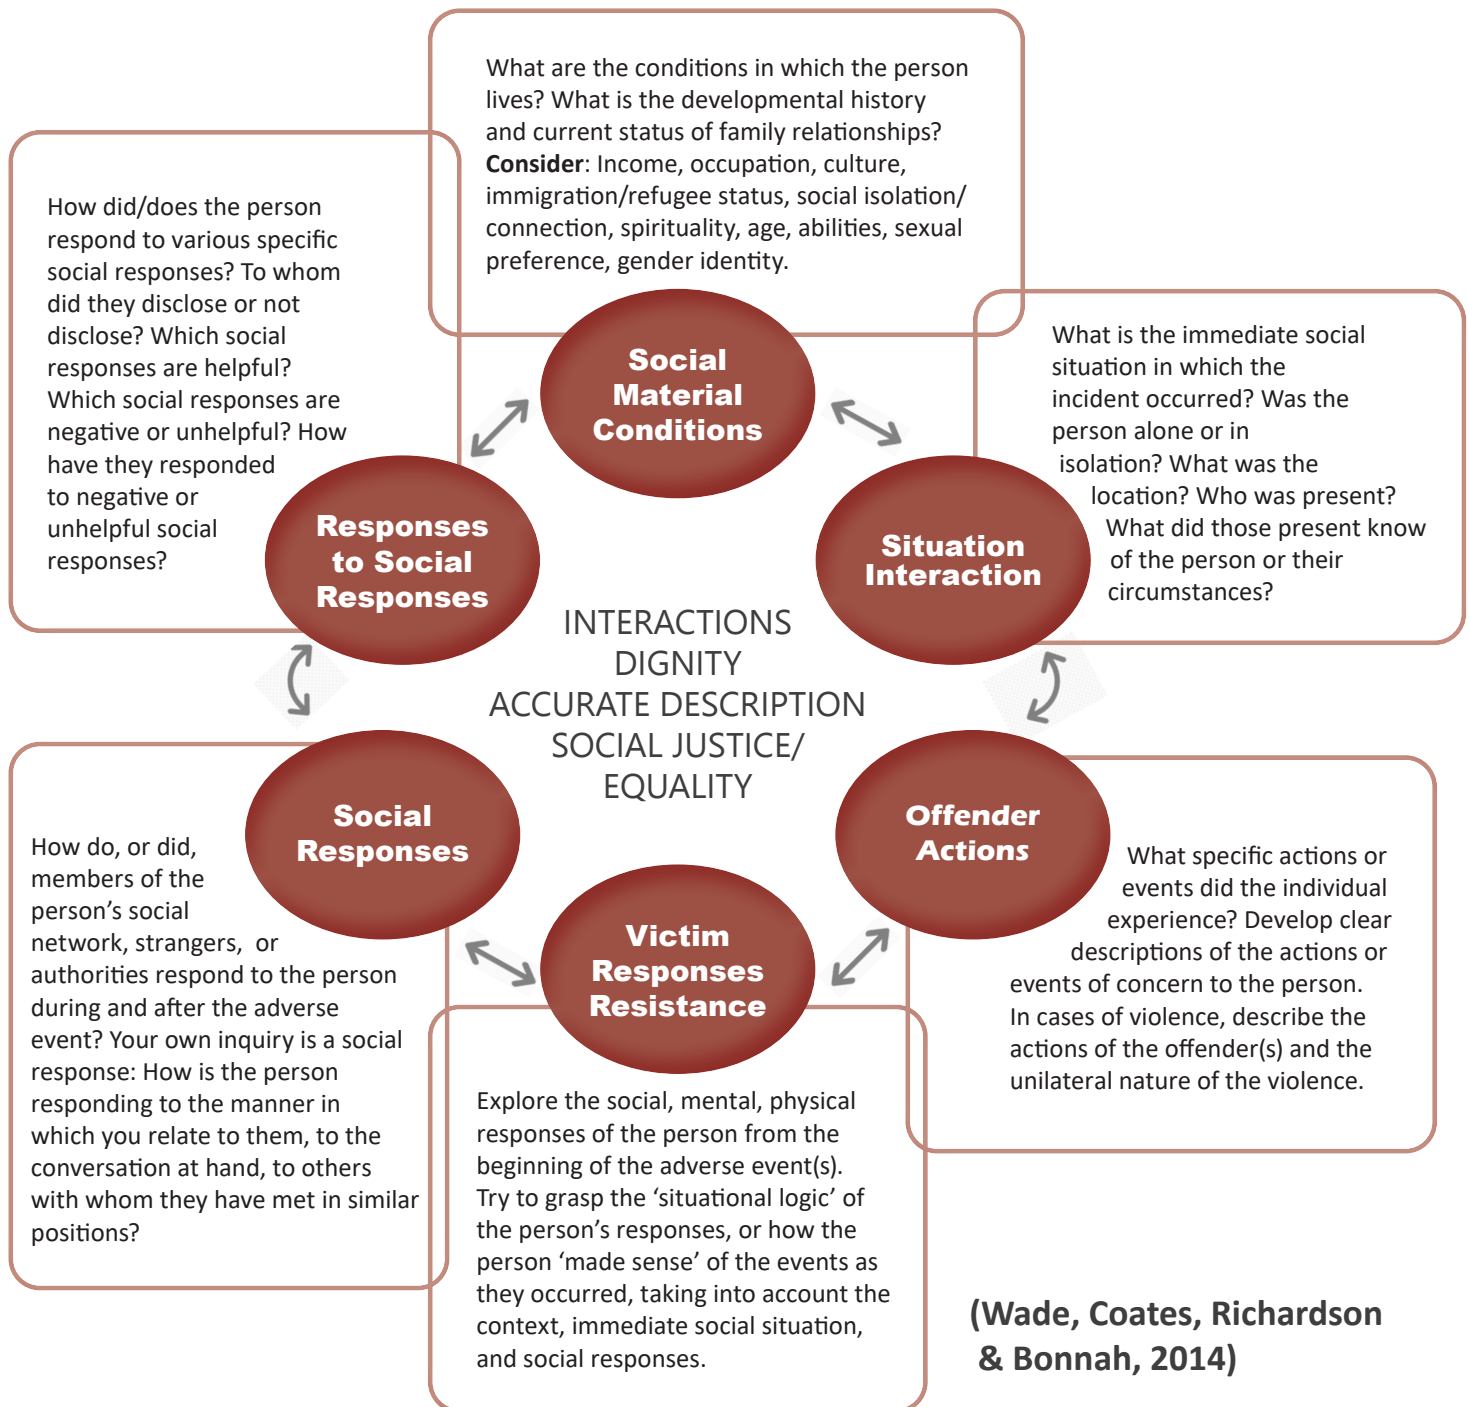 What are the conditions in which the person
lives? What is the developmental history
and current status of family relationships?
Consider: Income, occupation, culture,
immigration/refugee status, social isolation/
connection, spirituality, age, abilities, sexual
preference, gender identity.
Social
Material
Conditions
What is the immediate social
situation in which the
incident occurred? Was the
person alone or in
isolation? What was the
location? Who was present?
What did those present know
of the person or their
circumstances?
Situation
Interaction
What specific actions or
events did the individual
experience? Develop clear
descriptions of the actions or
events of concern to the person.
In cases of violence, describe the
actions of the offender(s) and the
unilateral nature of the violence.
Offender
Actions
Victim
Responses
Resistance
Explore the social, mental, physical
responses of the person from the
beginning of the adverse event(s).
Try to grasp the ‘situational logic’ of
the person’s responses, or how the
person ‘made sense’ of the events as
they occurred, taking into account the
context, immediate social situation,
and social responses.
Social
Responses
How do, or did,
members of the
person’s social
network, strangers, or
authorities respond to the person
during and after the adverse
event? Your own inquiry is a social
response: How is the person
responding to the manner in
which you relate to them, to the
conversation at hand, to others
with whom they have met in similar
positions?
How did/does the person
respond to various specific
social responses? To whom
did they disclose or not
disclose? Which social
responses are helpful?
Which social responses are
negative or unhelpful? How
have they responded
to negative or
unhelpful social
responses?
Responses
to Social
Responses
INTERACTIONS
DIGNITY
ACCURATE DESCRIPTION
SOCIAL JUSTICE/
EQUALITY
(Wade, Coates, Richardson
& Bonnah, 2014)